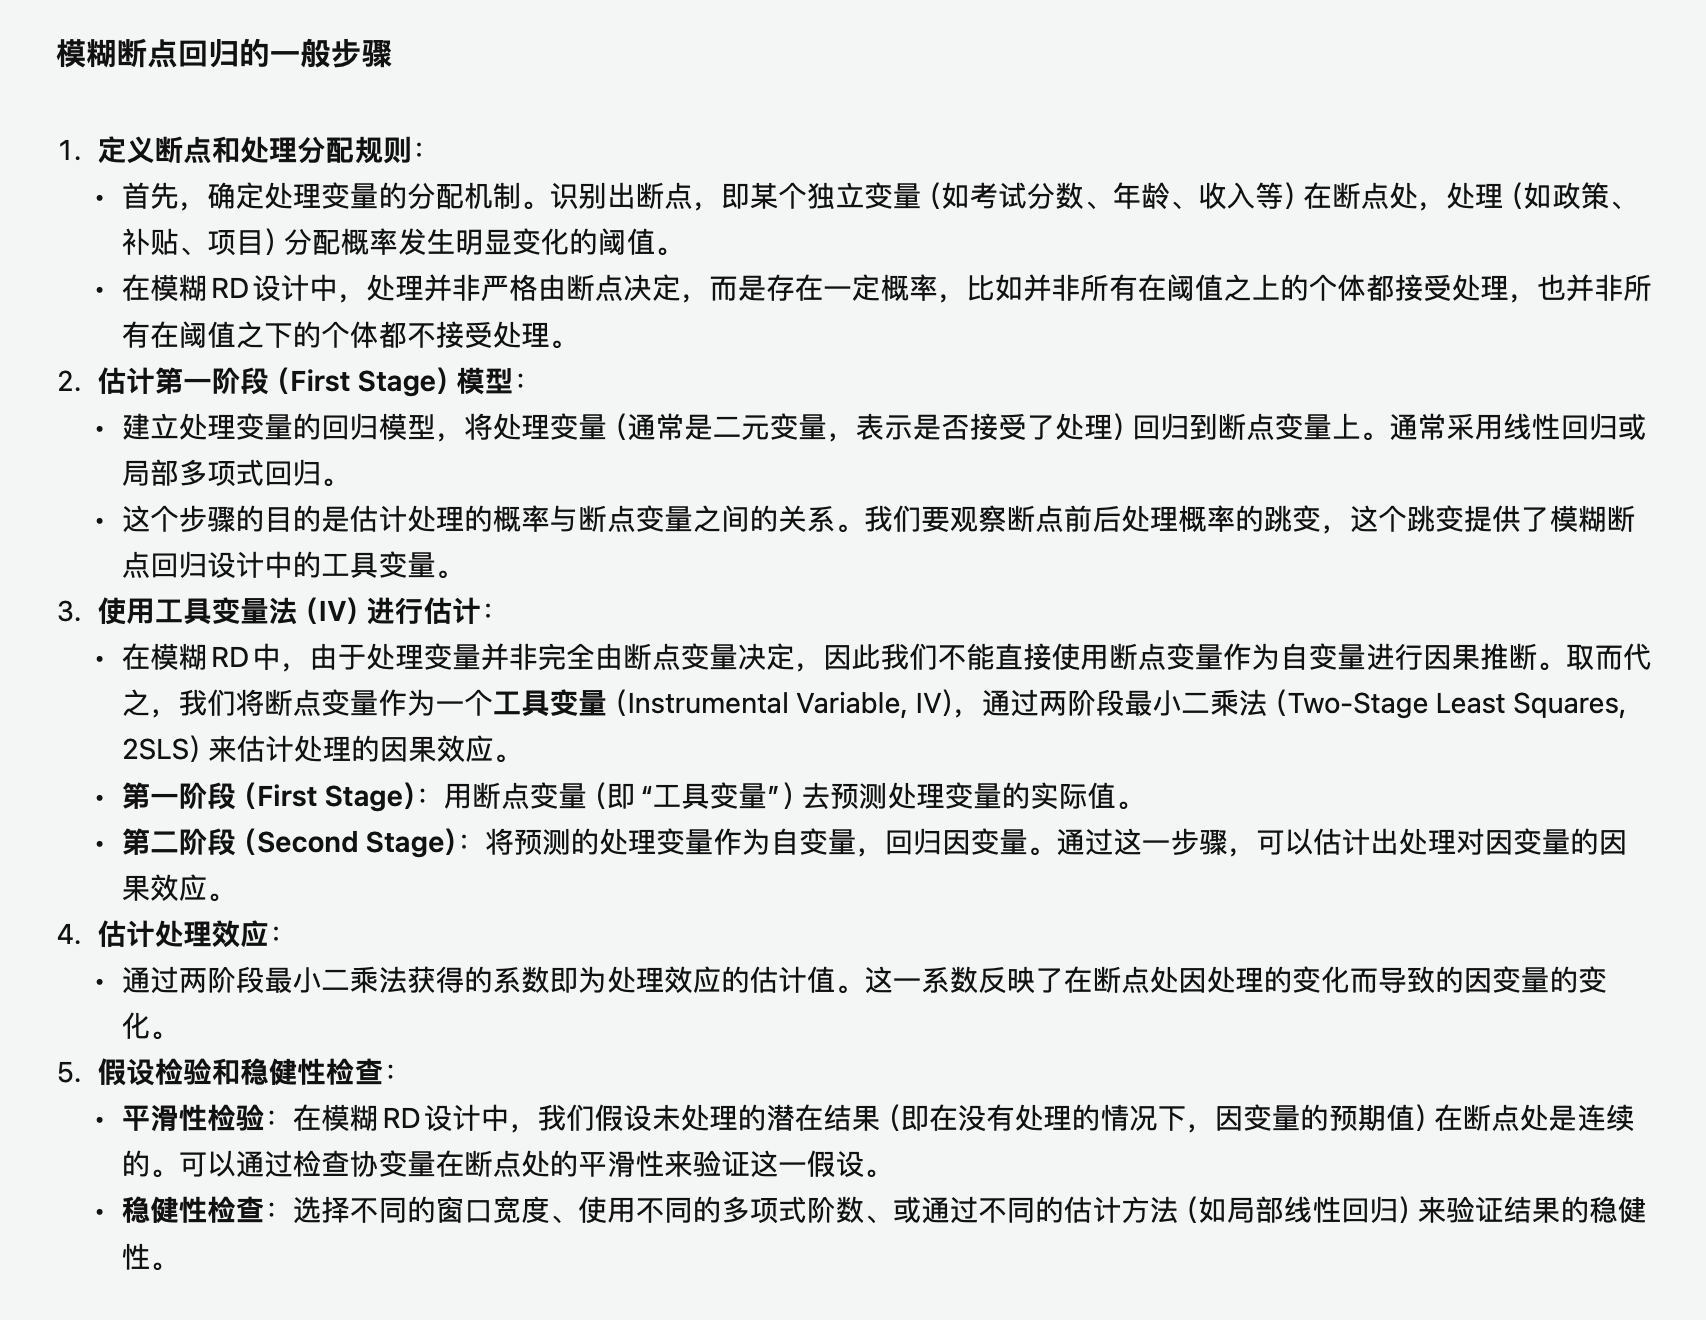 模糊断点回归的一般步骤
1. 定义断点和处理分配规则：
• 首先，确定处理变量的分配机制。识别出断点，即某个独立变量（如考试分数、年龄、收入等）在断点处，处理（如政策、
补贴、项目）分配概率发生明显变化的阈值。
• 在模糊 RD 设计中，处理并非严格由断点决定，而是存在一定概率，比如并非所有在阈值之上的个体都接受处理，也并非所
有在阈值之下的个体都不接受处理。
2. 估计第一阶段（First Stage）模型：
• 建立处理变量的回归模型，将处理变量（通常是二元变量，表示是否接受了处理）回归到断点变量上。通常采用线性回归或
局部多项式回归。
• 这个步骤的目的是估计处理的概率与断点变量之间的关系。我们要观察断点前后处理概率的跳变，这个跳变提供了模糊断
点回归设计中的工具变量。
3. 使用工具变量法（IV）进行估计：
• 在模糊 RD 中，由于处理变量并非完全由断点变量决定，因此我们不能直接使用断点变量作为自变量进行因果推断。取而代
之，我们将断点变量作为一个工具变量（Instrumental Variable, IV），通过两阶段最小二乘法（Two-Stage Least Squares,
2SLS）来估计处理的因果效应。
• 第一阶段（First Stage）：用断点变量（即“工具变量”）去预测处理变量的实际值。
• 第二阶段（Second Stage）：将预测的处理变量作为自变量，回归因变量。通过这一步骤，可以估计出处理对因变量的因
果效应。
4. 估计处理效应：
• 通过两阶段最小二乘法获得的系数即为处理效应的估计值。这一系数反映了在断点处因处理的变化而导致的因变量的变
化。
5. 假设检验和稳健性检查：
• 平滑性检验：在模糊 RD 设计中，我们假设未处理的潜在结果（即在没有处理的情况下，因变量的预期值）在断点处是连续
的。可以通过检查协变量在断点处的平滑性来验证这一假设。
• 稳健性检查：选择不同的窗口宽度、使用不同的多项式阶数、或通过不同的估计方法（如局部线性回归）来验证结果的稳健
性。